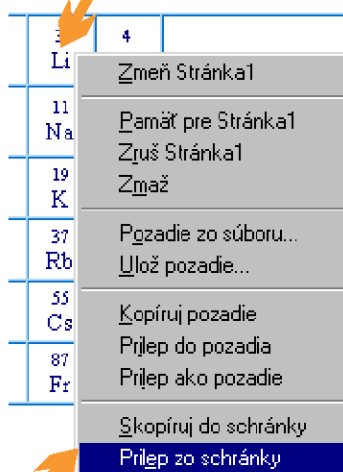 3 4
Li
11
Na
19
K
37
Rb
55
Cs
87
Fr
Zmeň Stránka1
Pamäť pre Stránka1
Zruš Stránka1
Zmaž
Pozadie zo súboru...
Ulož pozadie...
Kopíruj pozadie
Prilep do pozadia
Prilep ako pozadie
Skopíruj do schránky
Prilep zo schránky